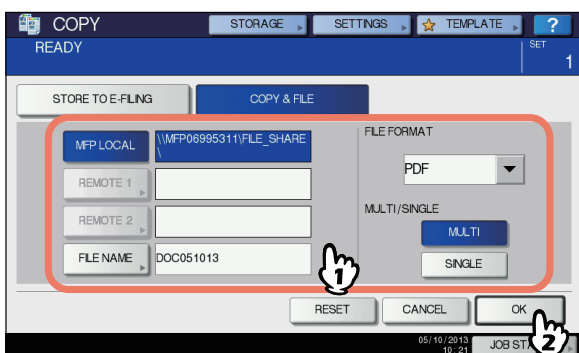 COPY
STORAGE
SETTINGS
TEMPLATE
?
READY
SET
1
STORE TO E-FILING
COPY & FILE
MFP LOCAL
\\MFP06995311\FILE_SHARE
\
REMOTE 1
REMOTE 2
FILE NAME
DOC051013
FILE FORMAT
PDF
MULTI/SINGLE
MULTI
SINGLE
1
RESET
CANCEL
OK
2
05/10/2013
10:21